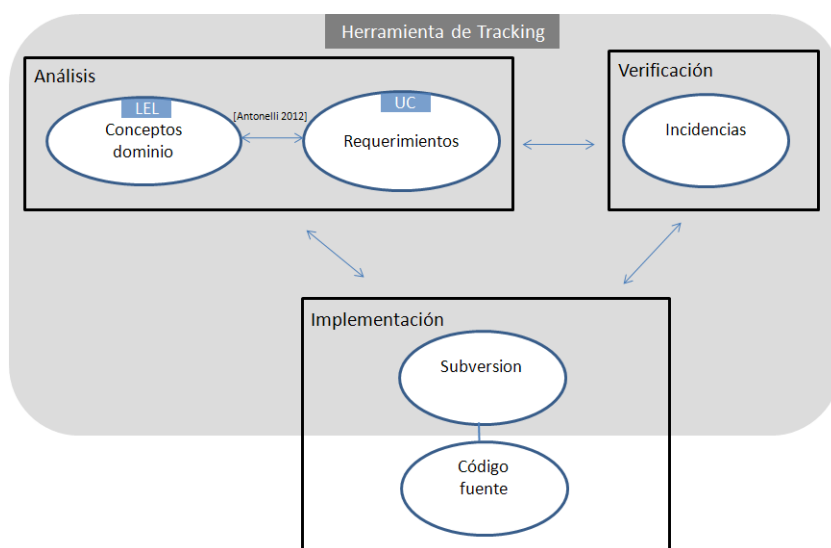 Herramienta de Tracking
Análisis
LEL
Conceptos
dominio
[Antonelli 2012]
UC
Requerimientos
Verificación
Incidencias
Implementación
Subversion
Código
fuente